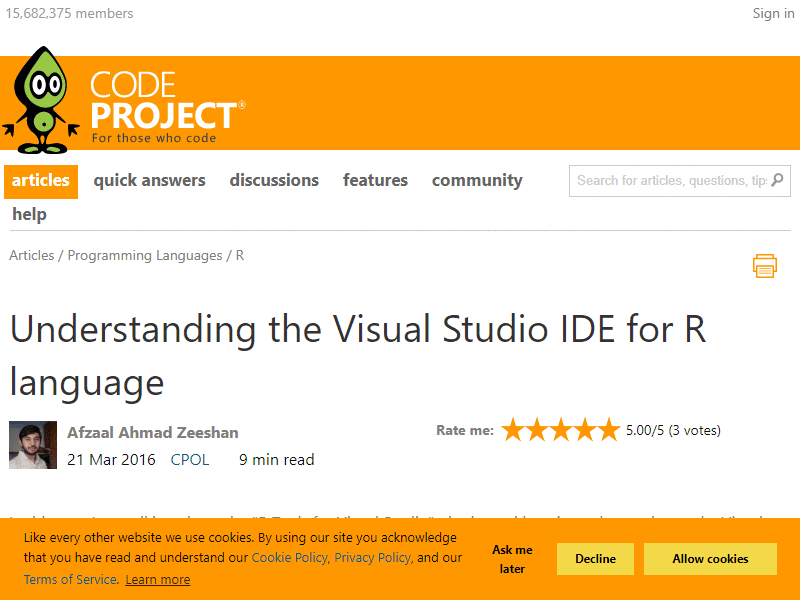 15,682,375 members
Sign in
CODE
PROJECT®
For those who code
articles quick answers discussions features community
Search for articles, questions, tips
help
Articles / Programming Languages / R
Understanding the Visual Studio IDE for R
language
Afzaal Ahmad Zeeshan
Rate me: 5.00/5 (3 votes)
21 Mar 2016 CPOL 9 min read
Like every other website we use cookies. By using our site you acknowledge
that you have read and understand our Cookie Policy, Privacy Policy, and our
Terms of Service. Learn more
Ask me
later
Decline
Allow cookies